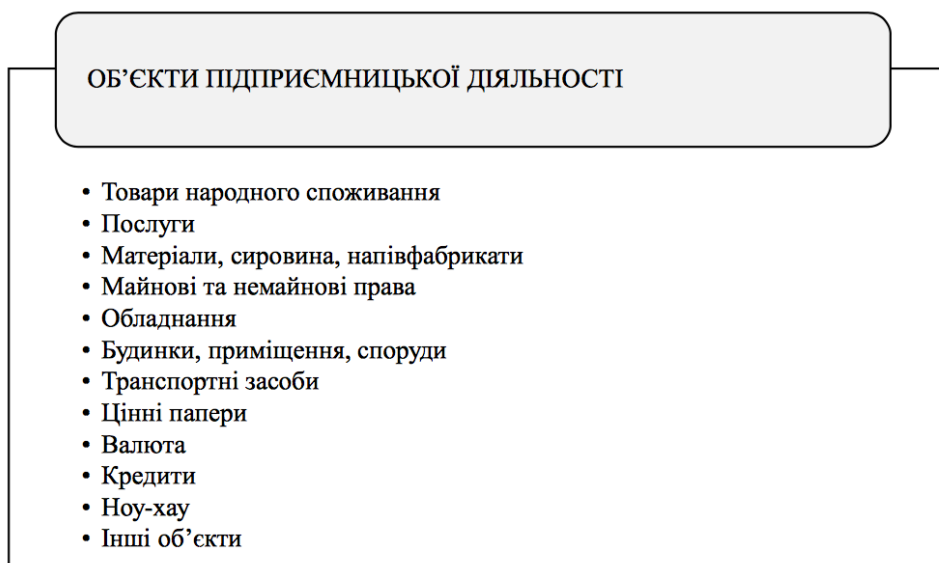 ОБ’ЄКТИ ПІДПРИЄМНИЦЬКОЇ ДІЯЛЬНОСТІ
• Товари народного споживання
• Послуги
• Матеріали, сировина, напівфабрикати
• Майнові та немайнові права
• Обладнання
• Будинки, приміщення, споруди
• Транспортні засоби
• Цінні папери
• Валюта
• Кредити
• Ноу-хау
• Інші об’єкти